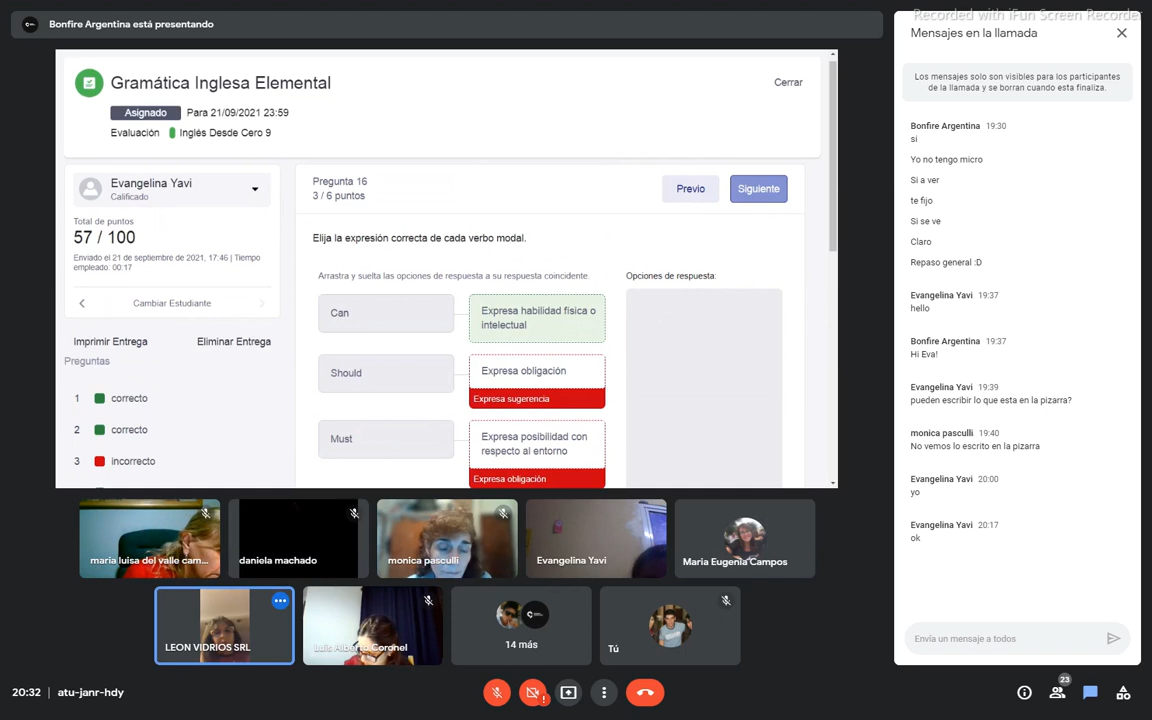 Bonfire Argentina está presentando
Recorded with iFun Screen Recorder
Mensajes en la llamada
Gramática Inglesa Elemental
Cerrar
Asignado Para 21/09/2021 23:59
Evaluación Inglés Desde Cero 9
Evangelina Yavi
Calificado
Total de puntos
57 / 100
Enviado el 21 de septiembre de 2021, 17:46 | Tiempo
empleado: 00:17
Cambiar Estudiante
Imprimir Entrega Eliminar Entrega
Preguntas
1 correcto
2 correcto
3 incorrecto
Pregunta 16
3 / 6 puntos
Previo
Siguiente
Elija la expresión correcta de cada verbo modal.
Arrastra y suelta las opciones de respuesta a su respuesta coincidente.
Opciones de respuesta:
Can
Expresa habilidad física o
intelectual
Should
Expresa obligación
Expresa sugerencia
Must
Expresa posibilidad con
respecto al entorno
Expresa obligación
Los mensajes solo son visibles para los participantes
de la llamada y se borran cuando esta finaliza.
Bonfire Argentina 19:30
si
Yo no tengo micro
Si a ver
te fijo
Si se ve
Claro
Repaso general :D
Evangelina Yavi 19:37
hello
Bonfire Argentina 19:37
Hi Eva!
Evangelina Yavi 19:39
pueden escribir lo que esta en la pizarra?
monica pasculli 19:40
No vemos lo escrito en la pizarra
Evangelina Yavi 20:00
yo
Evangelina Yavi 20:17
ok
Envía un mensaje a todos
maria luisa del valle cam...
daniela machado
monica pasculli
Evangelina Yavi
Maria Eugenia Campos
LEON VIDRIOS SRL
Luis Alberto Coronel
14 más
Tú
20:32 | atu-janr-hdy
23